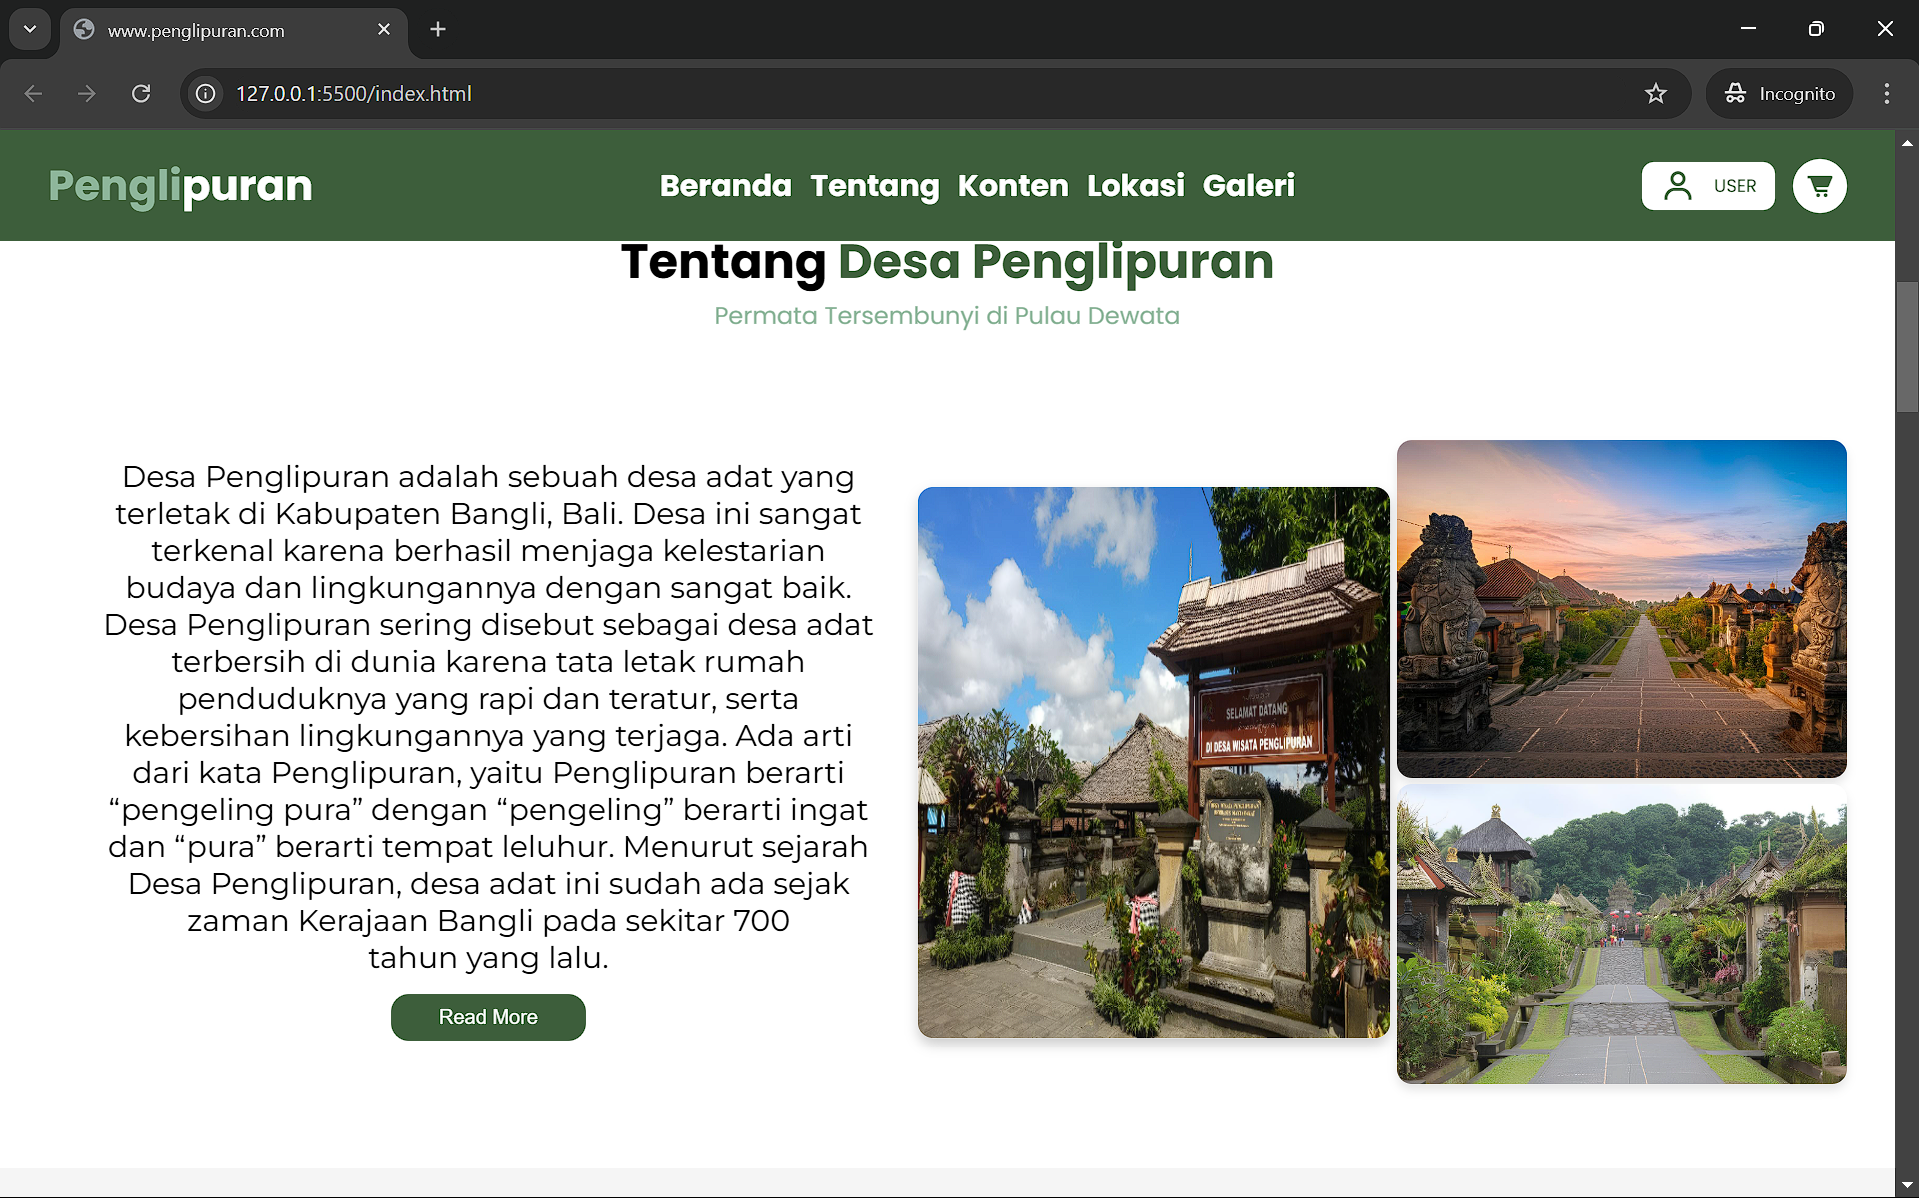 www.penglipuran.com
127.0.0.1:5500/index.html
Incognito
Penglipuran
Beranda Tentang Konten Lokasi Galeri
USER
Tentang Desa Penglipuran
Permata Tersembunyi di Pulau Dewata
Desa Penglipuran adalah sebuah desa adat yang
terletak di Kabupaten Bangli, Bali. Desa ini sangat
terkenal karena berhasil menjaga kelestarian
budaya dan lingkungannya dengan sangat baik.
Desa Penglipuran sering disebut sebagai desa adat
terbersih di dunia karena tata letak rumah
penduduknya yang rapi dan teratur, serta
kebersihan lingkungannya yang terjaga. Ada arti
dari kata Penglipuran, yaitu Penglipuran berarti
“pengeling pura” dengan “pengeling” berarti ingat
dan “pura” berarti tempat leluhur. Menurut sejarah
Desa Penglipuran, desa adat ini sudah ada sejak
zaman Kerajaan Bangli pada sekitar 700
tahun yang lalu.
Read More
SELAMAT DATANG
DI DESA WISATA PENGLIPURAN